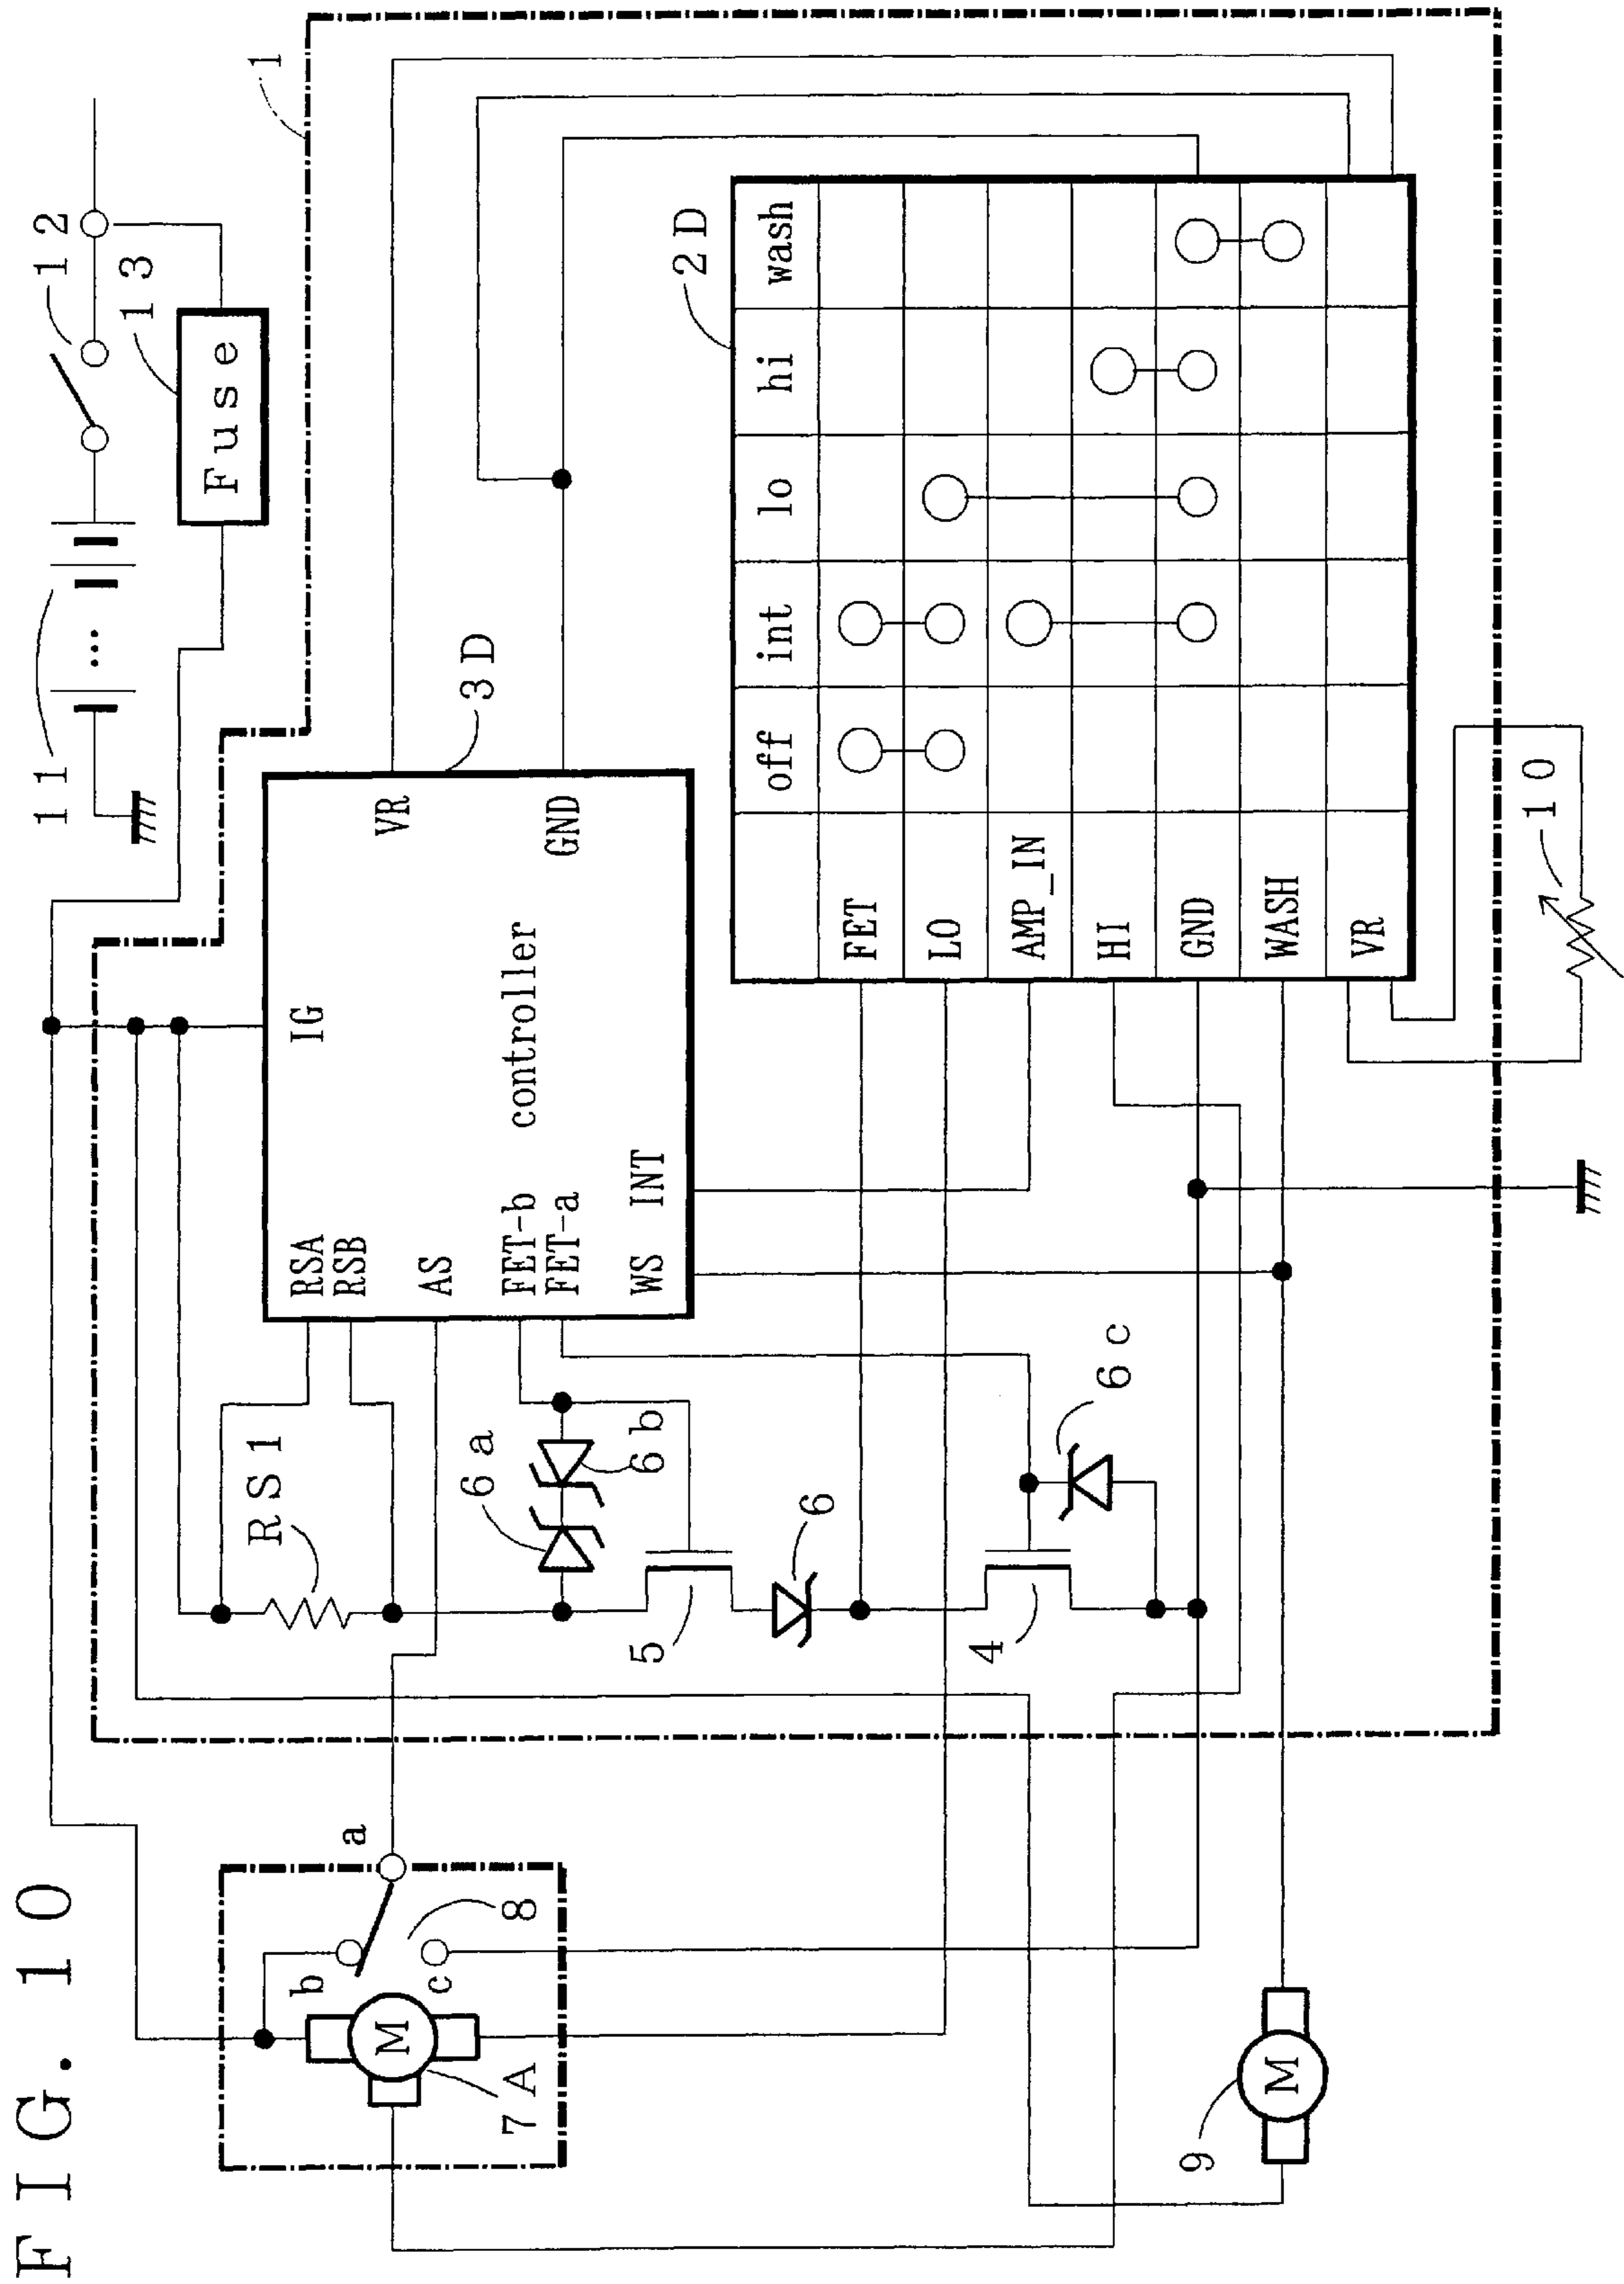 FIG. 10
1
11
12
13
Fuse
3D
IG
VR
GND
controller
RSA
RSB
AS
FET-b
FET-a
WS
INT
RS1
6a
6b
5
6
4
6c
2D
off
int
lo
hi
wash
FET
LO
AMP_IN
HI
GND
WASH
VR
10
a
b
c
8
M
7A
M
9